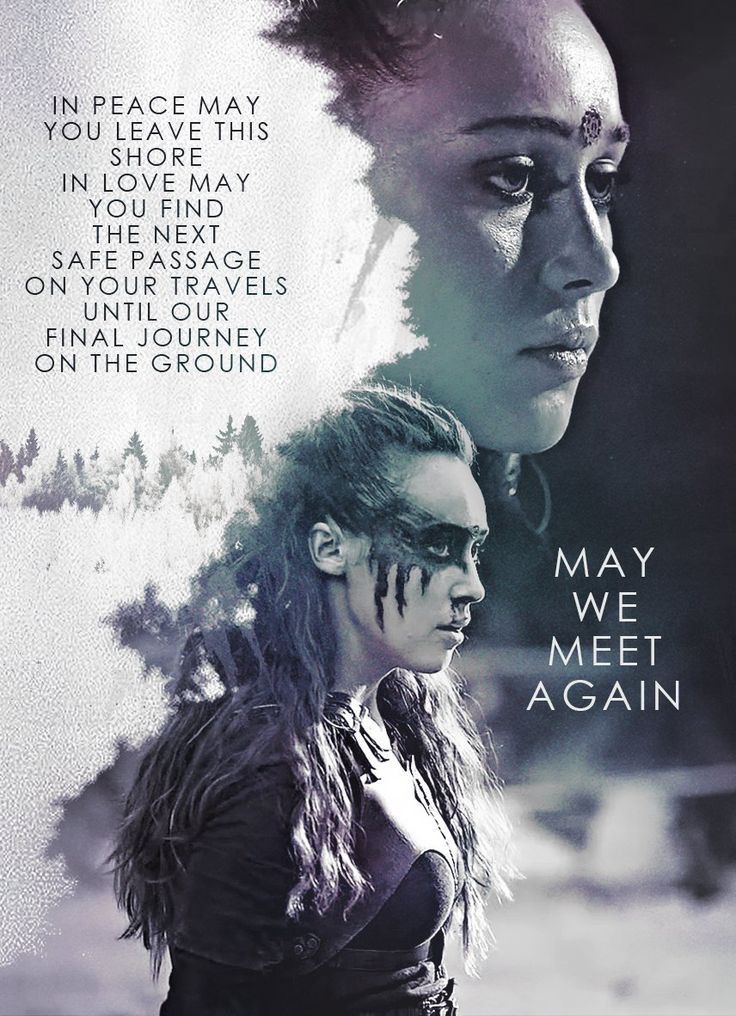 IN PEACE MAY
YOU LEAVE THIS
SHORE
IN LOVE MAY
YOU FIND
THE NEXT
SAFE PASSAGE
ON YOUR TRAVELS
UNTIL OUR
FINAL JOURNEY
ON THE GROUND
MAY
WE
MEET
AGAIN